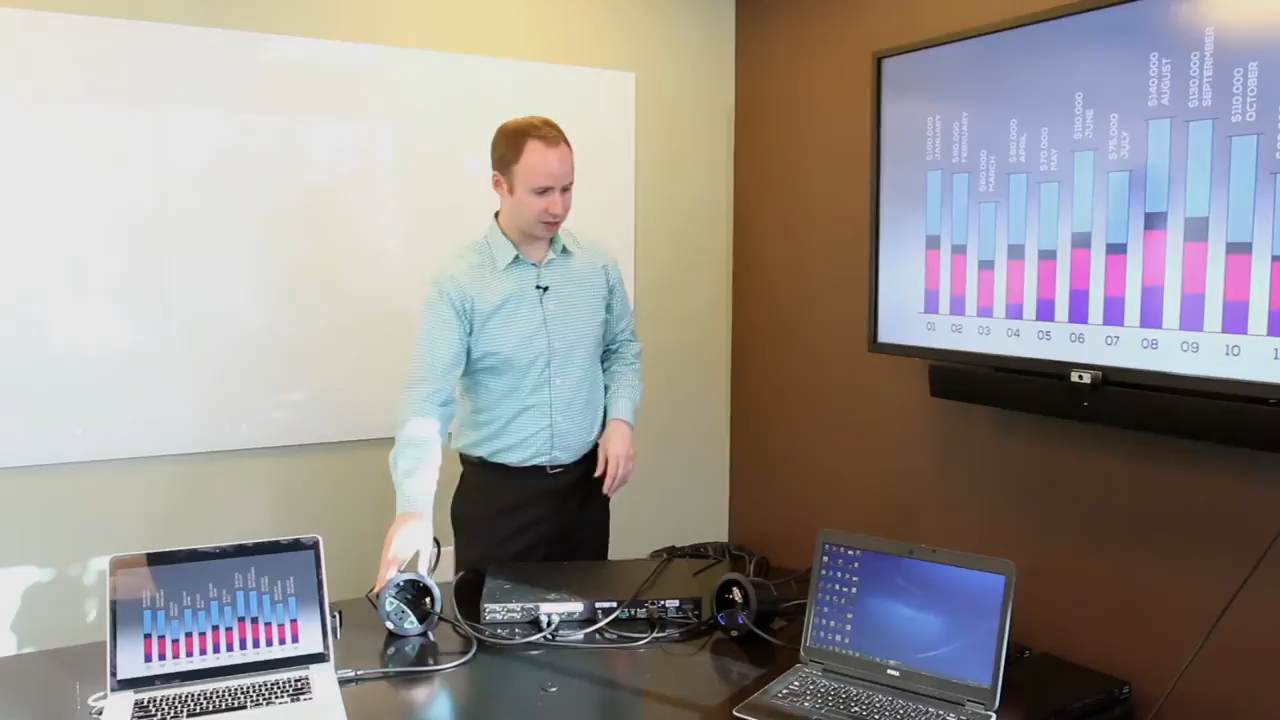 $100.000
JANUARY
$90.000
FEBRUARY
$60.000
MARCH
$80.000
APRIL
$70.000
MAY
$110.000
JUNE
$75.000
JULY
$140.000
AUGUST
$130.000
SEPTERMBER
$110.000
OCTOBER
01 02 03 04 05 06 07 08 09 10
DELL